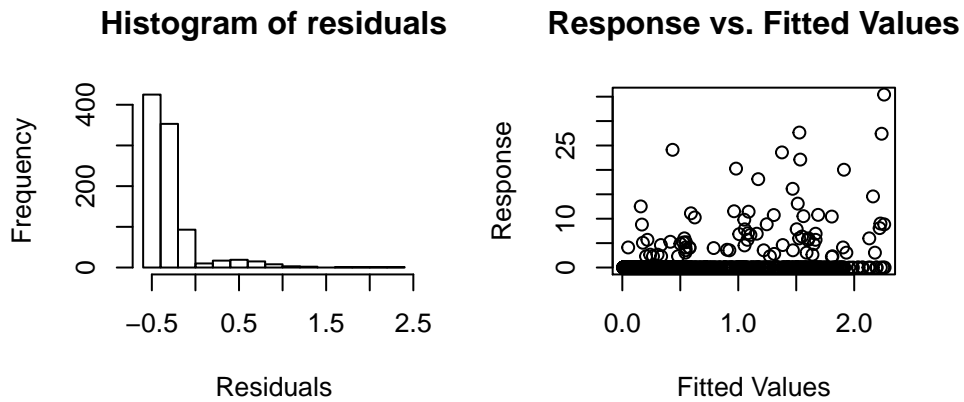 Histogram of residuals
Frequency
0 200 400
−0.5 0.5 1.5 2.5
Residuals
Response vs. Fitted Values
Response
0 10 25
0.0 1.0 2.0
Fitted Values